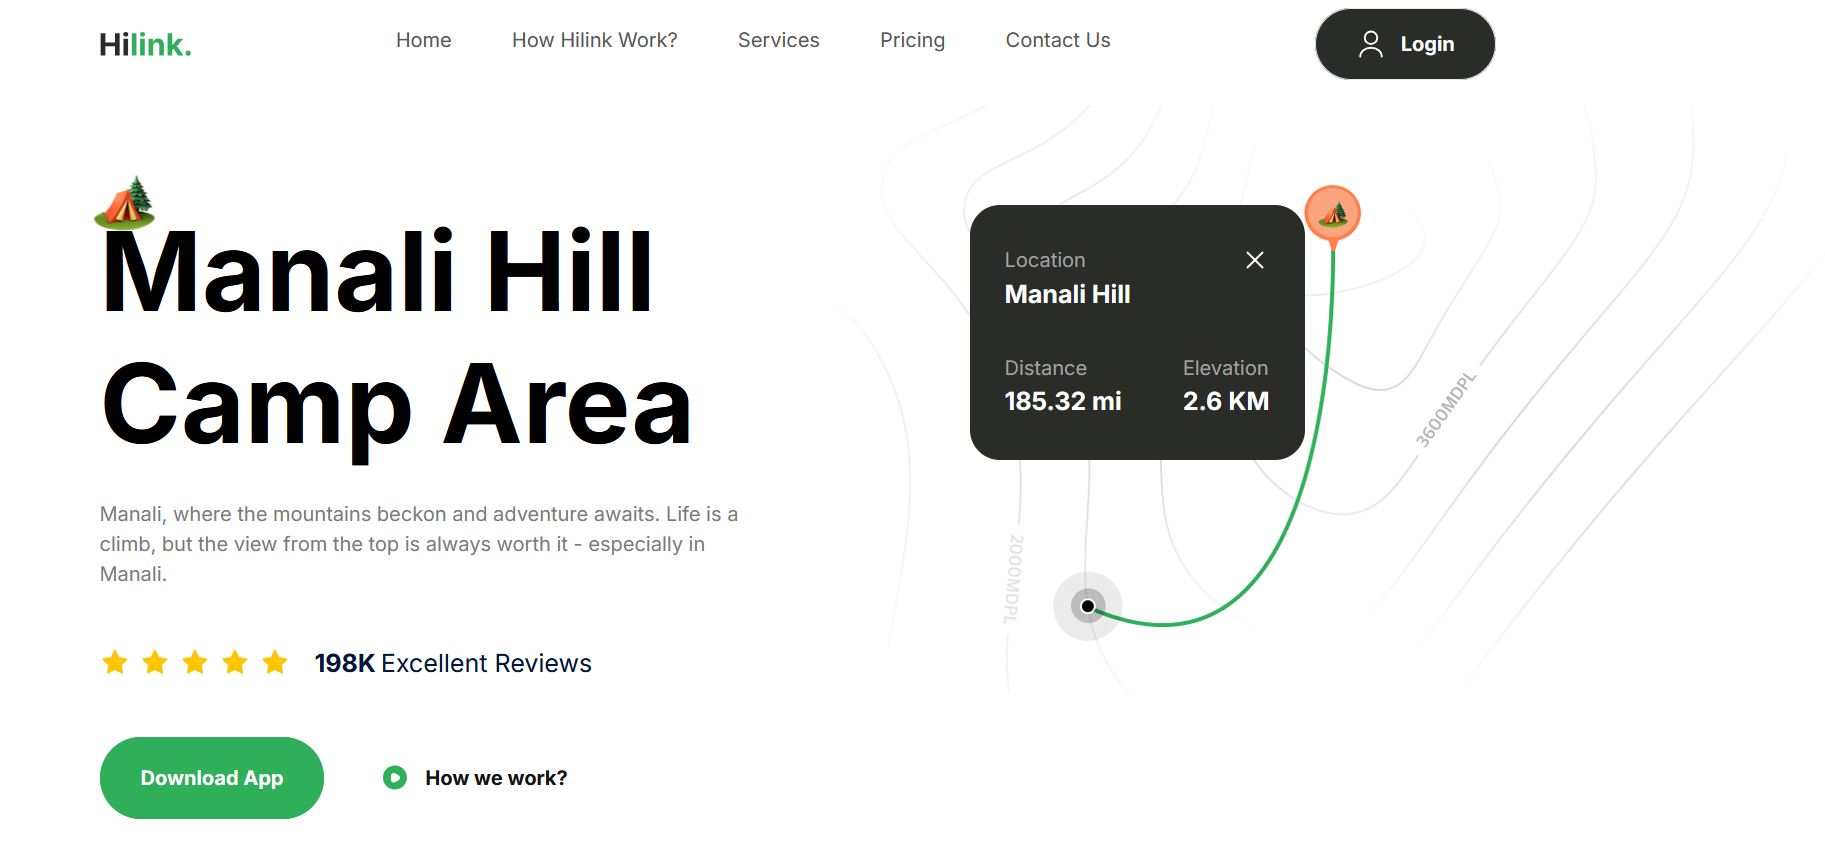 Hilink.
Home
How Hilink Work?
Services
Pricing
Contact Us
Login
Manali Hill
Camp Area
Manali, where the mountains beckon and adventure awaits. Life is a
climb, but the view from the top is always worth it - especially in
Manali.
198K Excellent Reviews
Download App
How we work?
Location
Manali Hill
Distance
185.32 mi
Elevation
2.6 KM
3600MDPL
2000MDPL